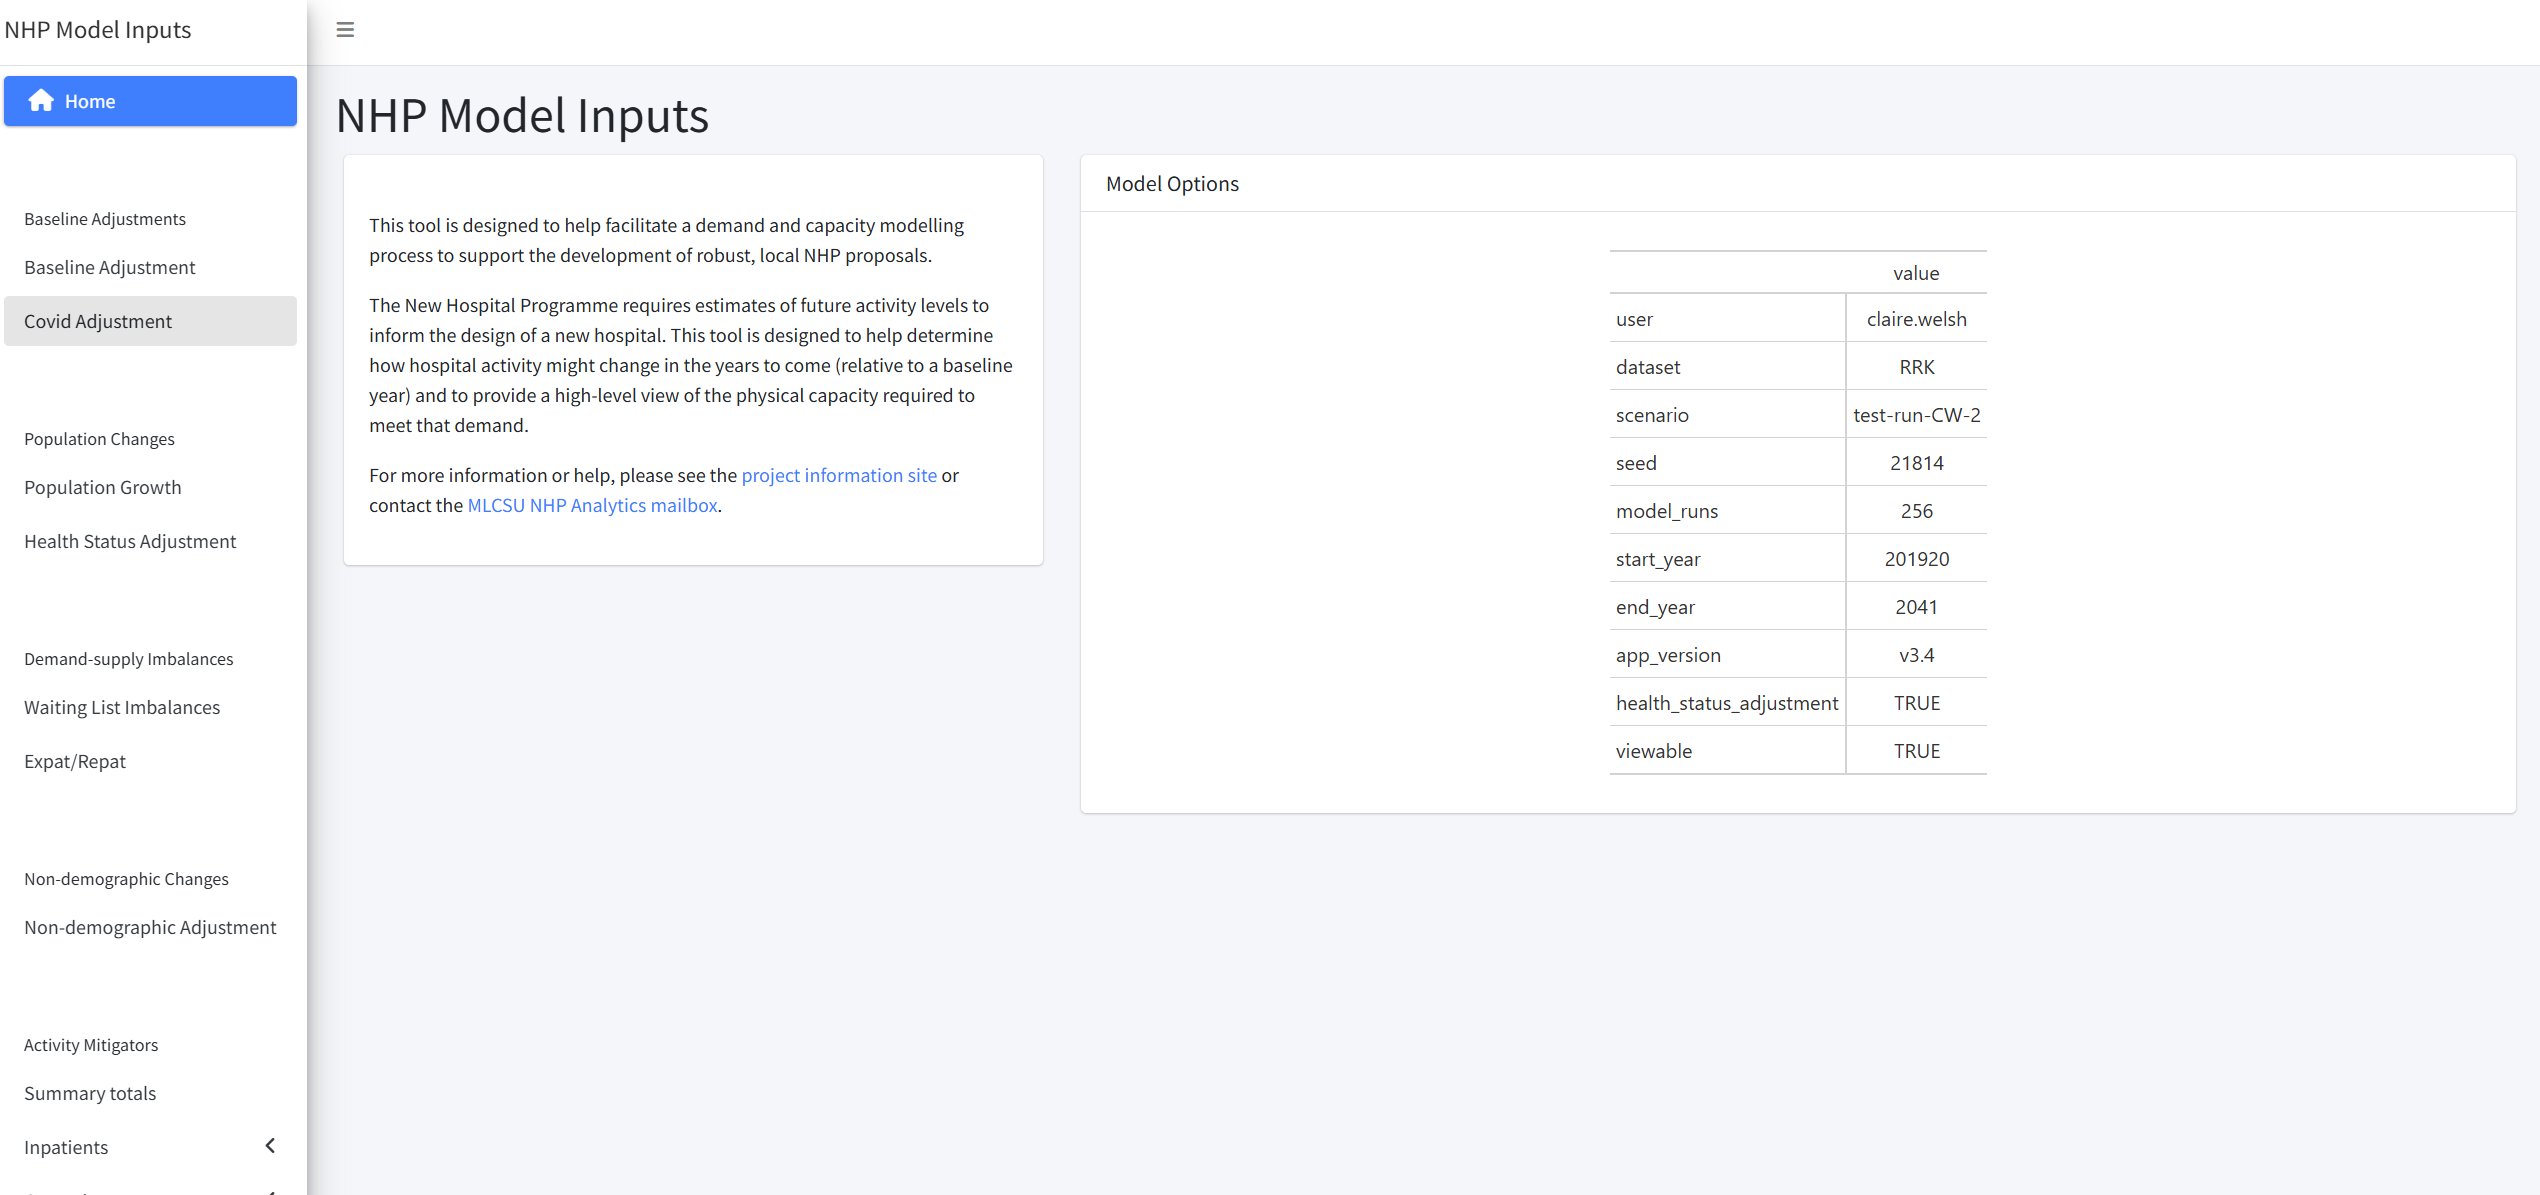 NHP Model Inputs
Home
Baseline Adjustments
Baseline Adjustment
Covid Adjustment
Population Changes
Population Growth
Health Status Adjustment
Demand-supply Imbalances
Waiting List Imbalances
Expat/Repat
Non-demographic Changes
Non-demographic Adjustment
Activity Mitigators
Summary totals
Inpatients
NHP Model Inputs
This tool is designed to help facilitate a demand and capacity modelling
process to support the development of robust, local NHP proposals.
The New Hospital Programme requires estimates of future activity levels to
inform the design of a new hospital. This tool is designed to help determine
how hospital activity might change in the years to come (relative to a baseline
year) and to provide a high-level view of the physical capacity required to
meet that demand.
For more information or help, please see the project information site or
contact the MLCSU NHP Analytics mailbox.
Model Options
value
user claire.welsh
dataset RRK
scenario test-run-CW-2
seed 21814
model_runs 256
start_year 201920
end_year 2041
app_version v3.4
health_status_adjustment TRUE
viewable TRUE